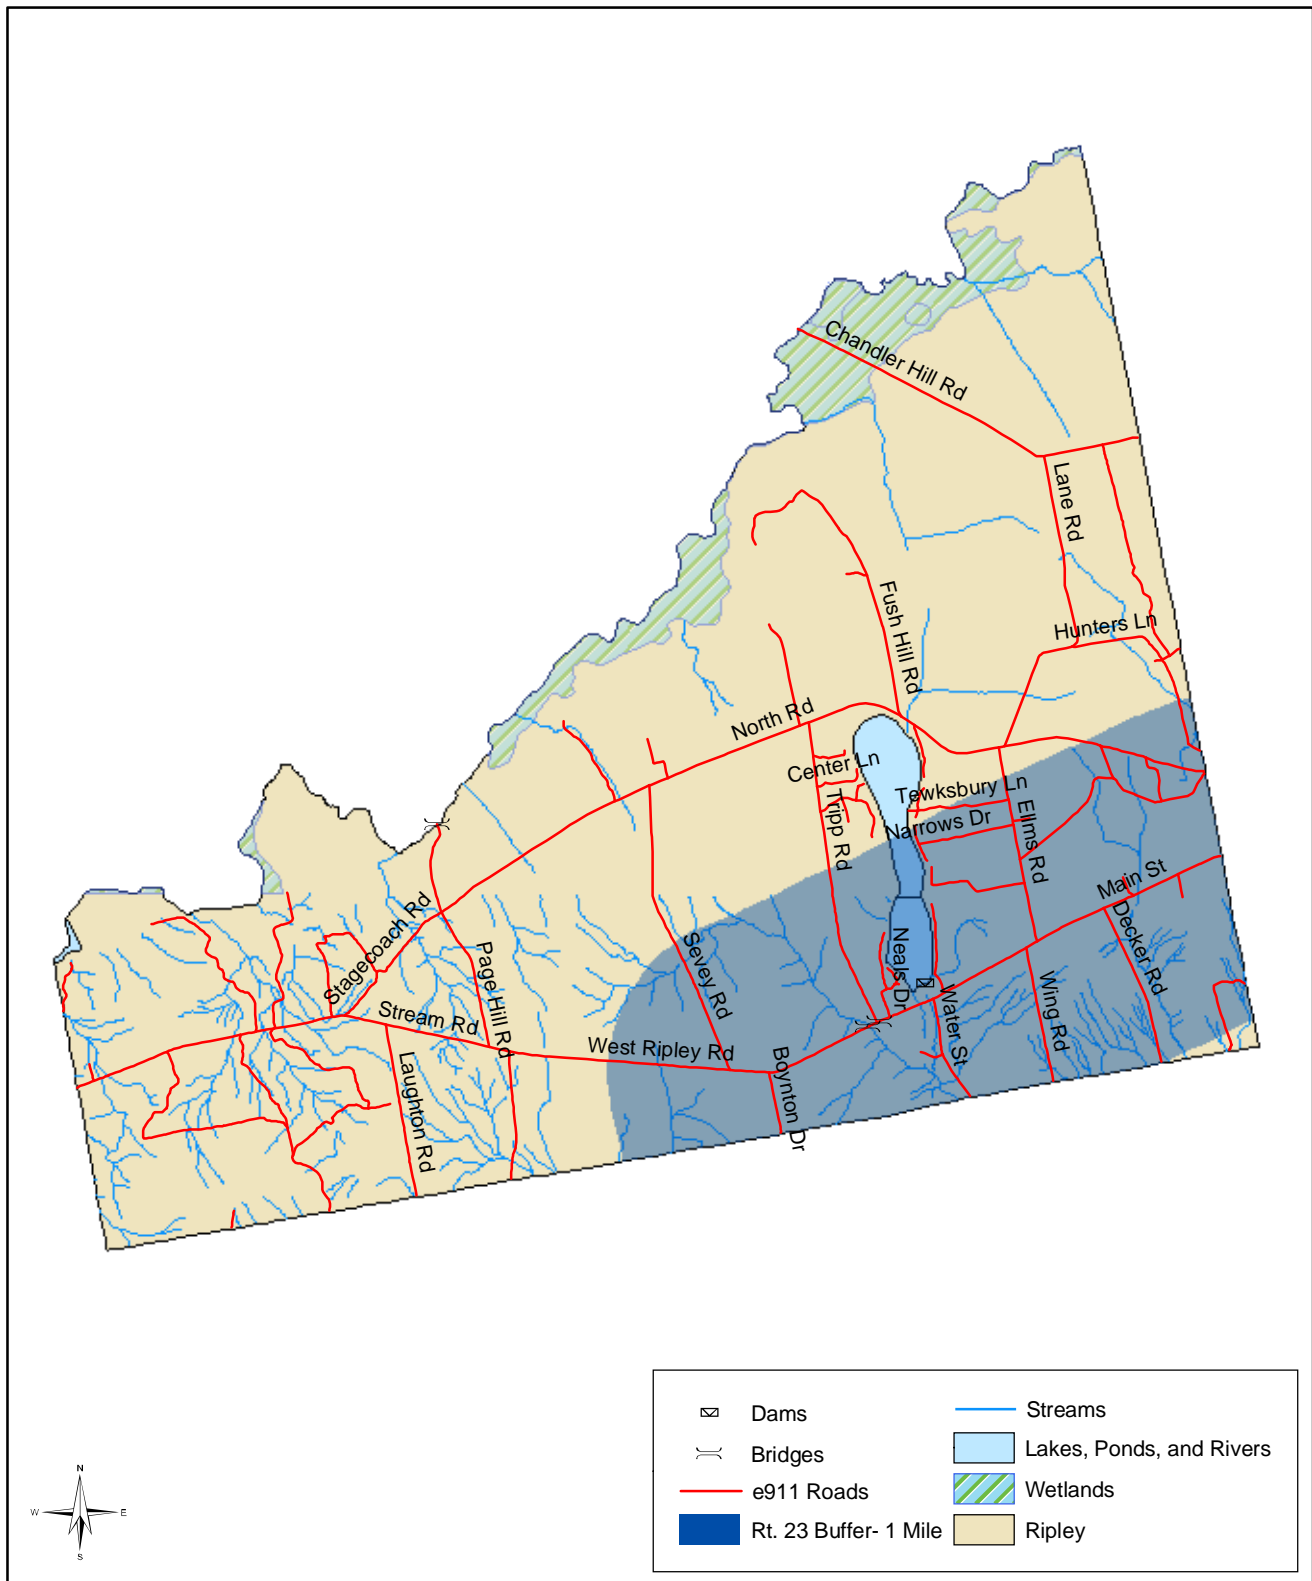 Chandler Hill Rd
Lane Rd
Fush Hill Rd
Hunters Ln
North Rd
Center Ln
Tewksbury Ln
Narrows Dr
Tripp Rd
Ellms Rd
Main St
Decker Rd
Stagecoach Rd
Sevey Rd
Neals Dr
Page Hill Rd
Stream Rd
Water St
Wing Rd
West Ripley Rd
Boynton Dr
Laughton Rd
Dams
Bridges
e911 Roads
Rt. 23 Buffer- 1 Mile
Streams
Lakes, Ponds, and Rivers
Wetlands
Ripley
N
W
E
S